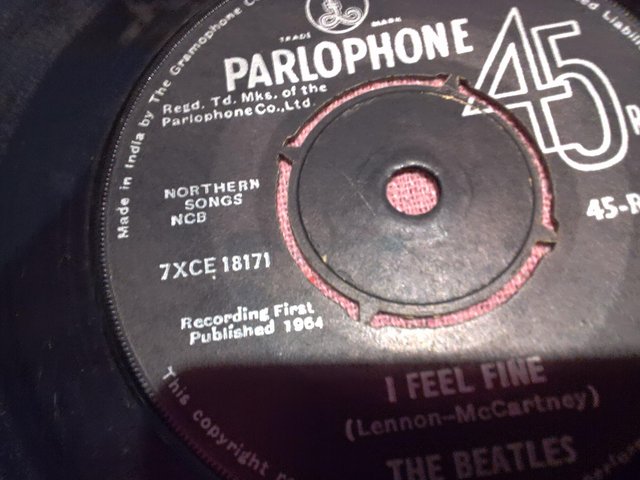 Made in India by The Gramophone Co
TRADE MARK
PARLOPHONE
Regd. Td. Mks. of the
Parlophone Co., Ltd.
45
NORTHERN
SONGS
NCB
45-R
7XCE 18171
Recording First
Published 1964
I FEEL FINE
(Lennon-McCartney)
THE BEATLES
This copyright